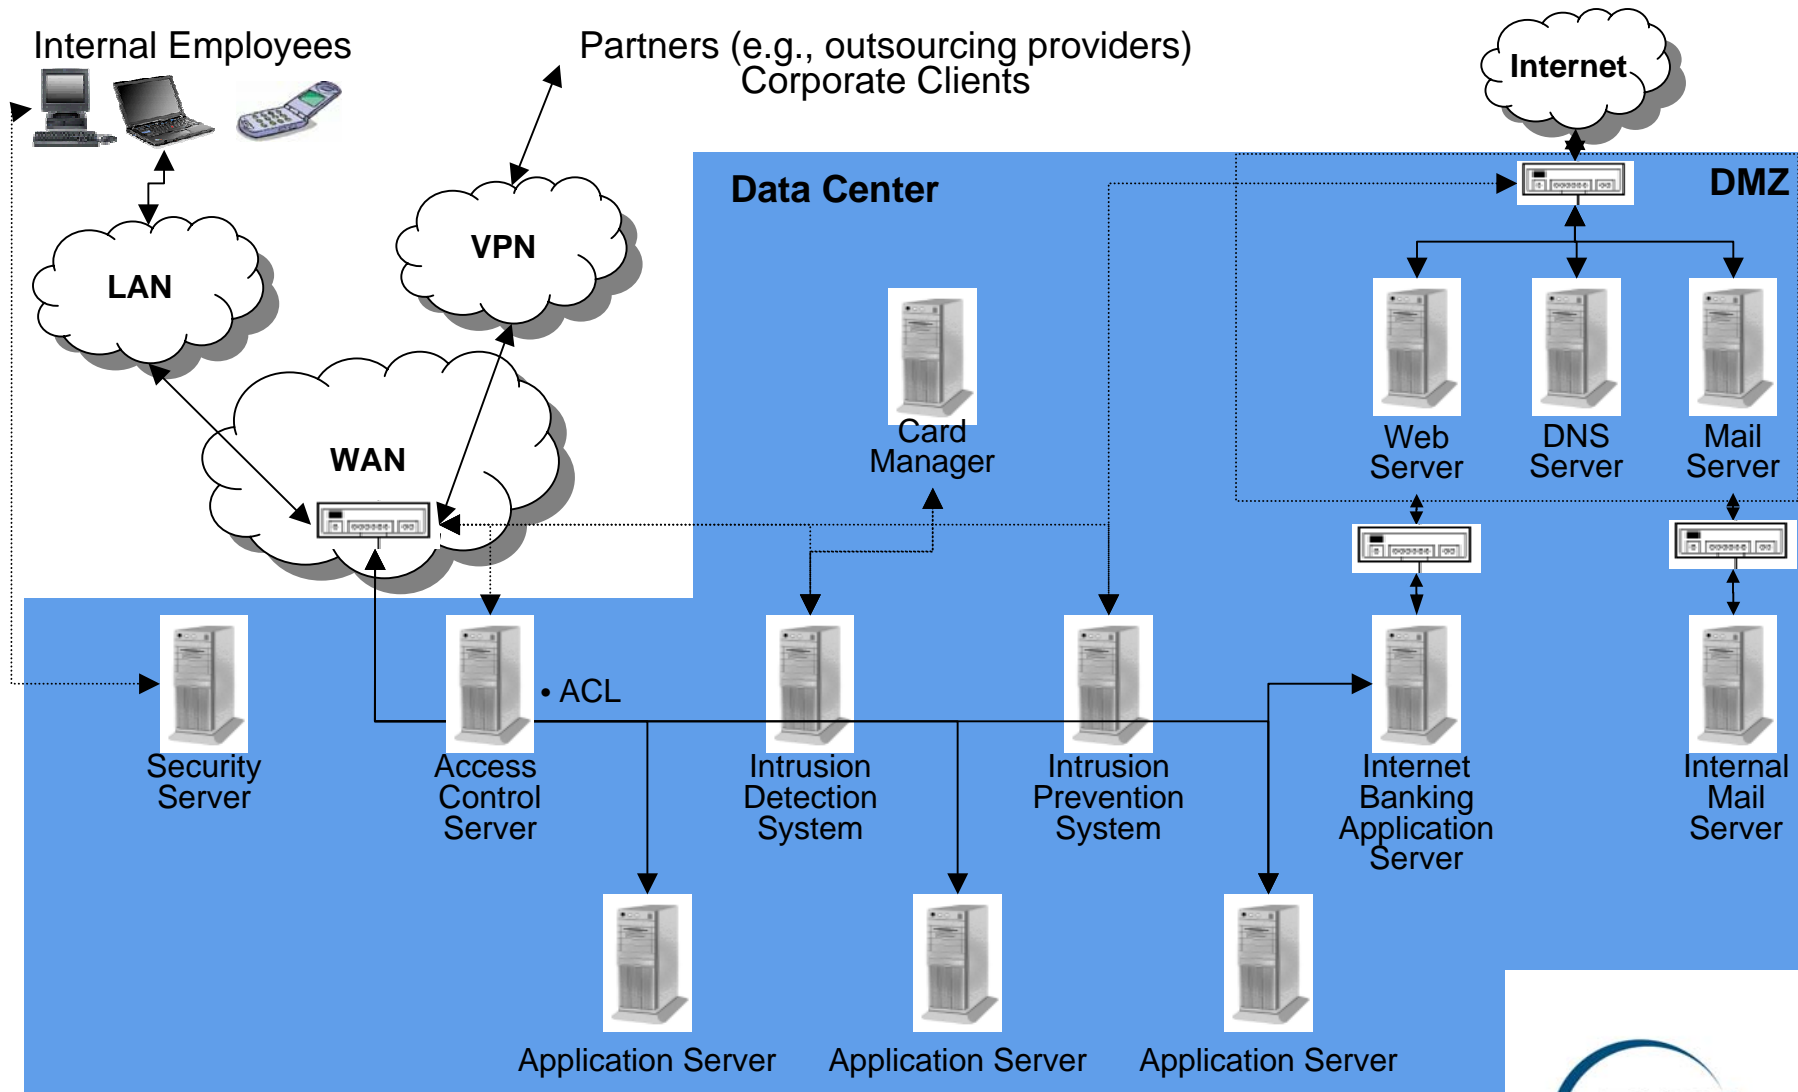 Internal Employees
Partners (e.g., outsourcing providers)
Corporate Clients
Internet
Data Center
DMZ
VPN
LAN
WAN
Card
Manager
Web
Server
DNS
Server
Mail
Server
• ACL
Security
Server
Access
Control
Server
Intrusion
Detection
System
Intrusion
Prevention
System
Internet
Banking
Application
Server
Internal
Mail
Server
Application Server
Application Server
Application Server